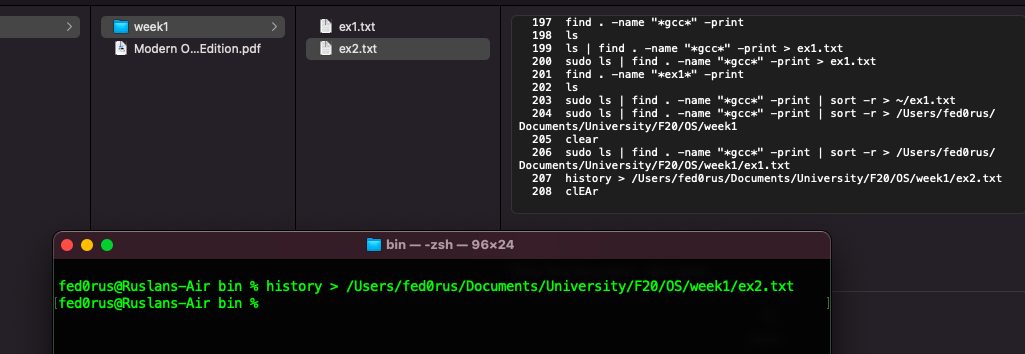 week1
Modern O...Edition.pdf
ex1.txt
ex2.txt
197 find . -name "*gcc*" -print
198 ls
199 ls | find . -name "*gcc*" -print > ex1.txt
200 sudo ls | find . -name "*gcc*" -print > ex1.txt
201 find . -name "*ex1*" -print
202 ls
203 sudo ls | find . -name "*gcc*" -print | sort -r > ~/ex1.txt
204 sudo ls | find . -name "*gcc*" -print | sort -r > /Users/fed0rus/
Documents/University/F20/OS/week1
205 clear
206 sudo ls | find . -name "*gcc*" -print | sort -r > /Users/fed0rus/
Documents/University/F20/OS/week1/ex1.txt
207 history > /Users/fed0rus/Documents/University/F20/OS/week1/ex2.txt
208 clEAr
bin — -zsh — 96×24
fed0rus@Ruslans-Air bin % history > /Users/fed0rus/Documents/University/F20/OS/week1/ex2.txt
[fed0rus@Ruslans-Air bin % ]